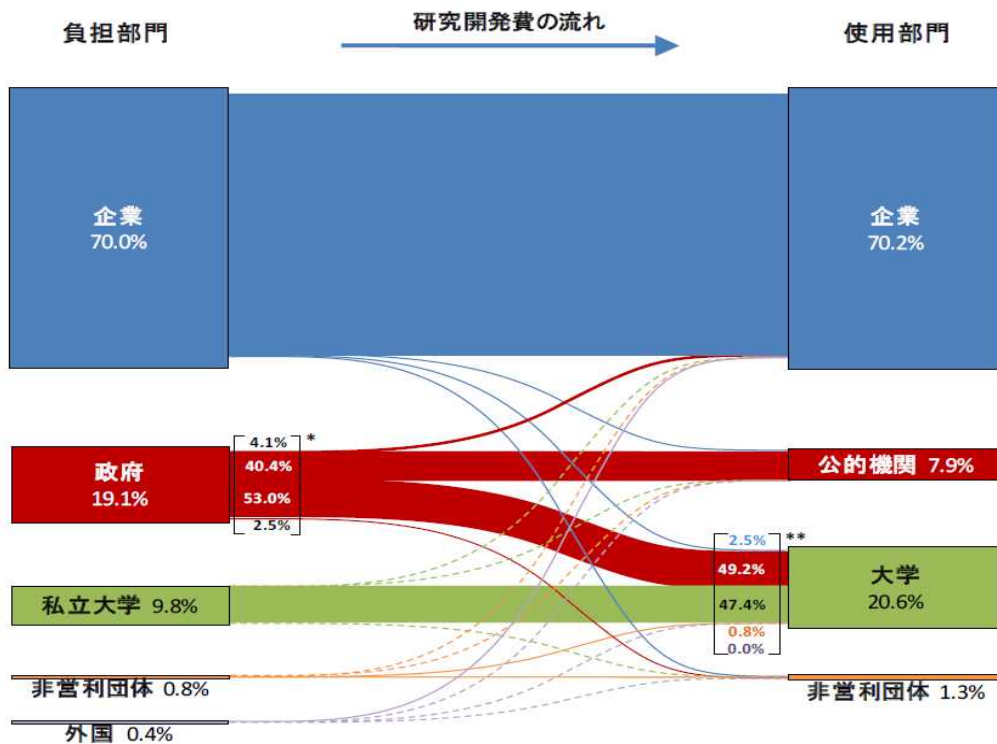 負担部門
研究開発費の流れ
使用部門
企業
70.0%
企業
70.2%
政府
19.1%
4.1%
*
40.4%
53.0%
2.5%
公的機関 7.9%
私立大学 9.8%
2.5%
**
49.2%
47.4%
0.8%
0.0%
大学
20.6%
非営利団体 0.8%
非営利団体 1.3%
外国 0.4%